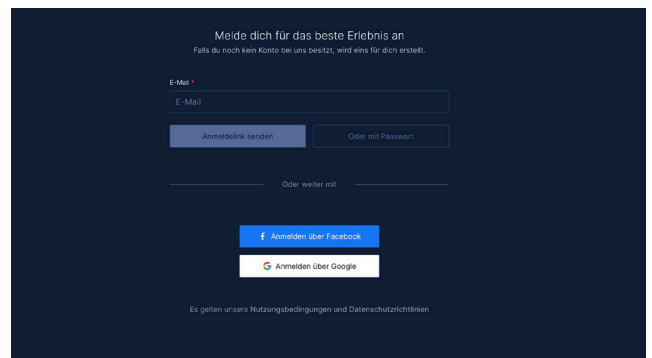 Melde dich für das beste Erlebnis an
Falls du noch kein Konto bei uns besitzt, wird eins für dich erstellt.
E-Mail *
E-Mail
Anmeldelink senden
Oder mit Passwort
Oder weiter mit
Anmelden über Facebook
Anmelden über Google
Es gelten unsere Nutzungsbedingungen und Datenschutzrichtlinien